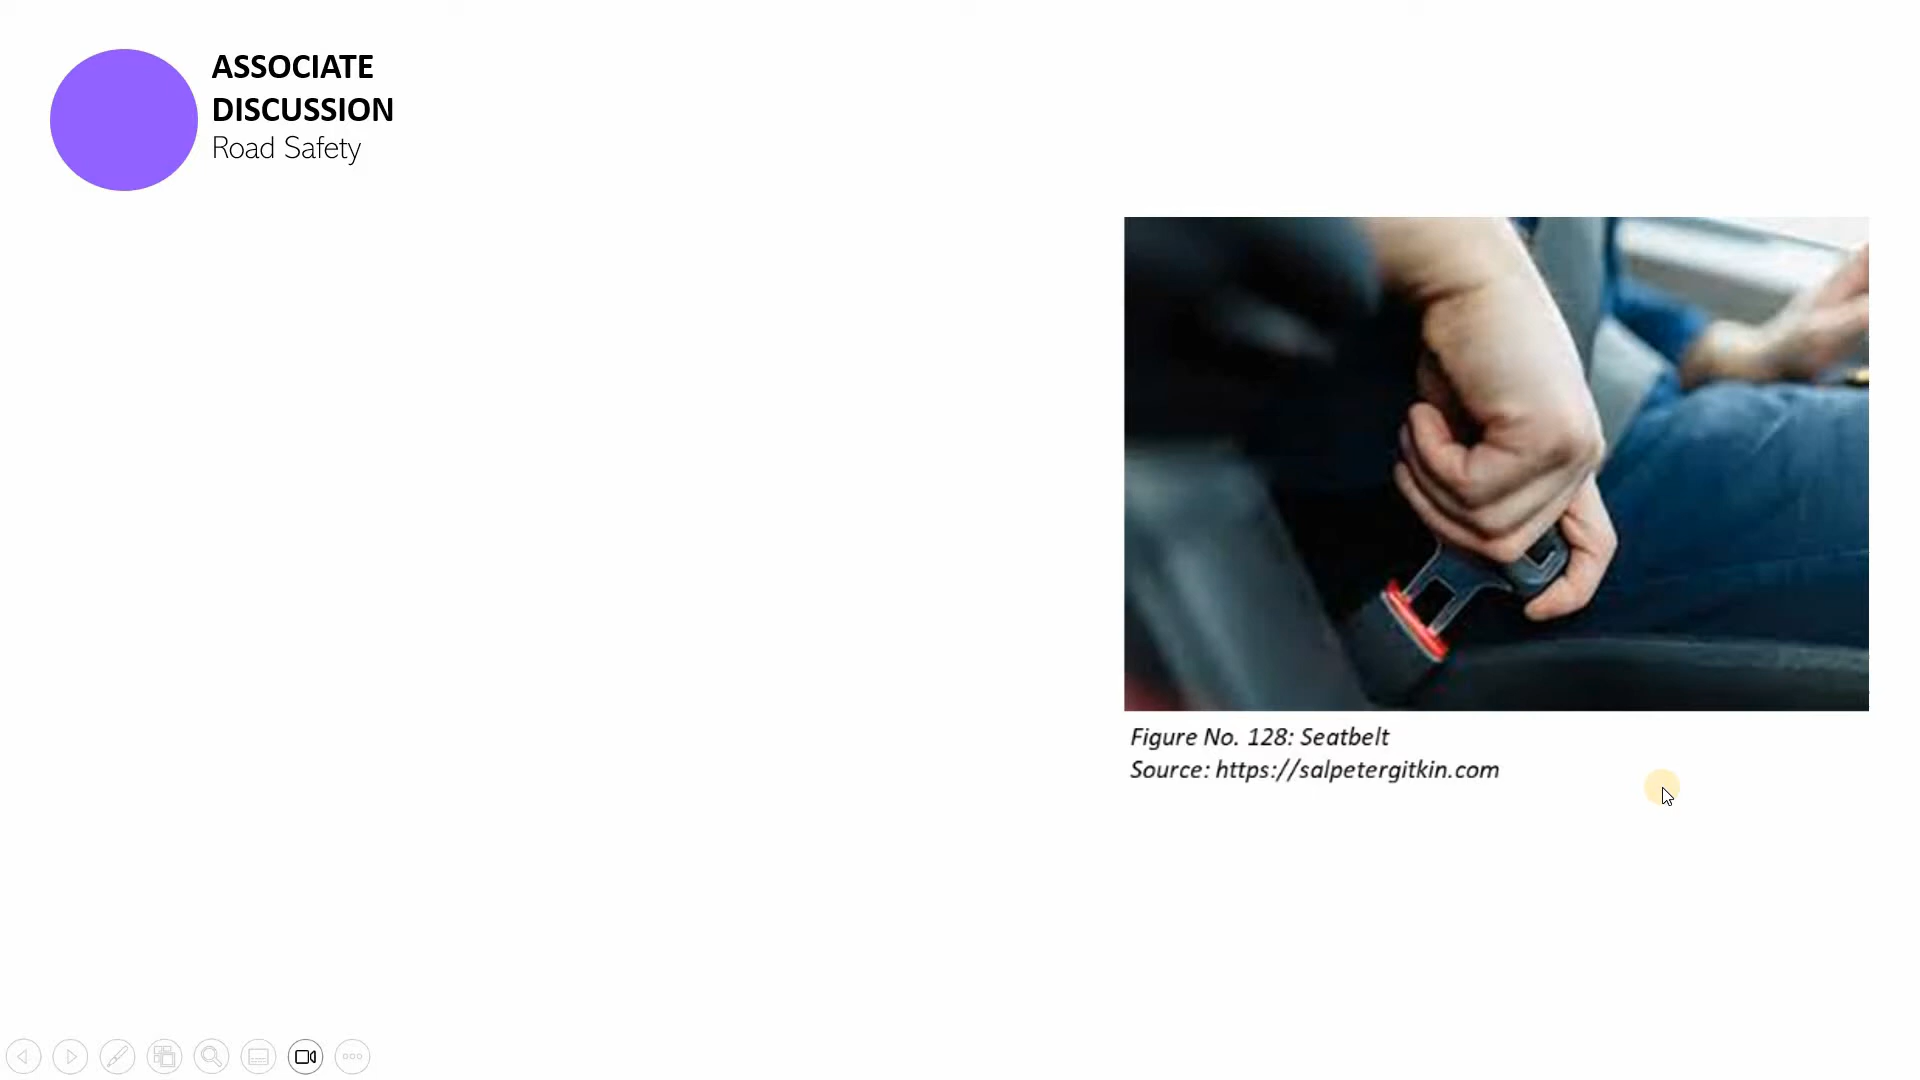 ASSOCIATE
DISCUSSION
Road Safety
Figure No. 128: Seatbelt
Source: https://salpetergitkin.com